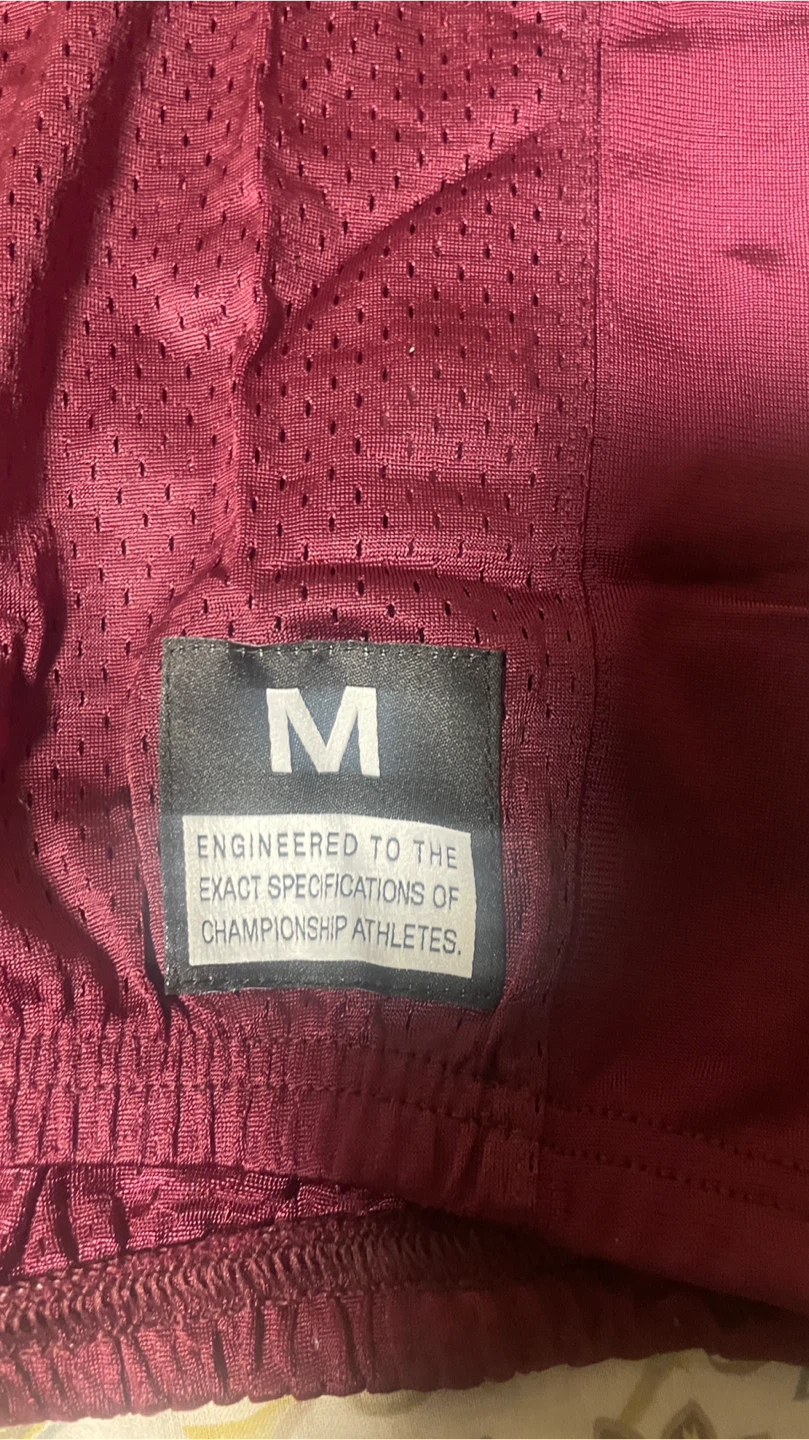 M
ENGINEERED TO THE
EXACT SPECIFICATIONS OF
CHAMPIONSHIP ATHLETES.